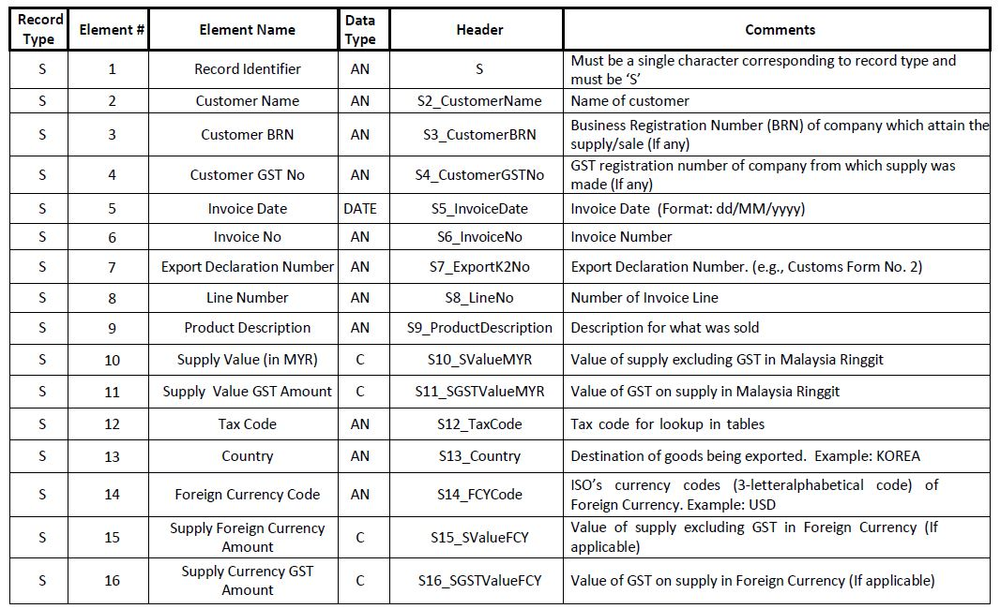 Record Type Element # Element Name Data Type Header Comments
S 1 Record Identifier AN S Must be a single character corresponding to record type and
must be ‘S’
S 2 Customer Name AN S2_CustomerName Name of customer
S 3 Customer BRN AN S3_CustomerBRN Business Registration Number (BRN) of company which attain the
supply/sale (If any)
S 4 Customer GST No AN S4_CustomerGSTNo GST registration number of company from which supply was
made (If any)
S 5 Invoice Date DATE S5_InvoiceDate Invoice Date (Format: dd/MM/yyyy)
S 6 Invoice No AN S6_InvoiceNo Invoice Number
S 7 Export Declaration Number AN S7_ExportK2No Export Declaration Number. (e.g., Customs Form No. 2)
S 8 Line Number AN S8_LineNo Number of Invoice Line
S 9 Product Description AN S9_ProductDescription Description for what was sold
S 10 Supply Value (in MYR) C S10_SValueMYR Value of supply excluding GST in Malaysia Ringgit
S 11 Supply Value GST Amount C S11_SGSTValueMYR Value of GST on supply in Malaysia Ringgit
S 12 Tax Code AN S12_TaxCode Tax code for lookup in tables
S 13 Country AN S13_Country Destination of goods being exported. Example: KOREA
S 14 Foreign Currency Code AN S14_FCYCode ISO’s currency codes (3-letteralphabetical code) of
Foreign Currency. Example: USD
S 15 Supply Foreign Currency Amount C S15_SValueFCY Value of supply excluding GST in Foreign Currency (If
applicable)
S 16 Supply Currency GST Amount C S16_SGSTValueFCY Value of GST on supply in Foreign Currency (If applicable)